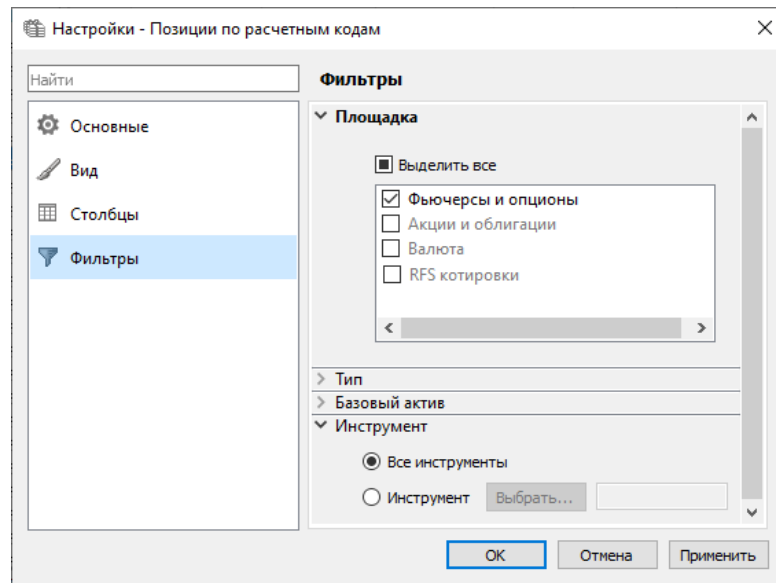 Настройки - Позиции по расчетным кодам
Найти
Основные
Вид
Столбцы
Фильтры
Фильтры
Площадка
Выделить все
Фьючерсы и опционы
Акции и облигации
Валюта
RFS котировки
Тип
Базовый актив
Инструмент
Все инструменты
Инструмент Выбрать...
ОК Отмена Применить